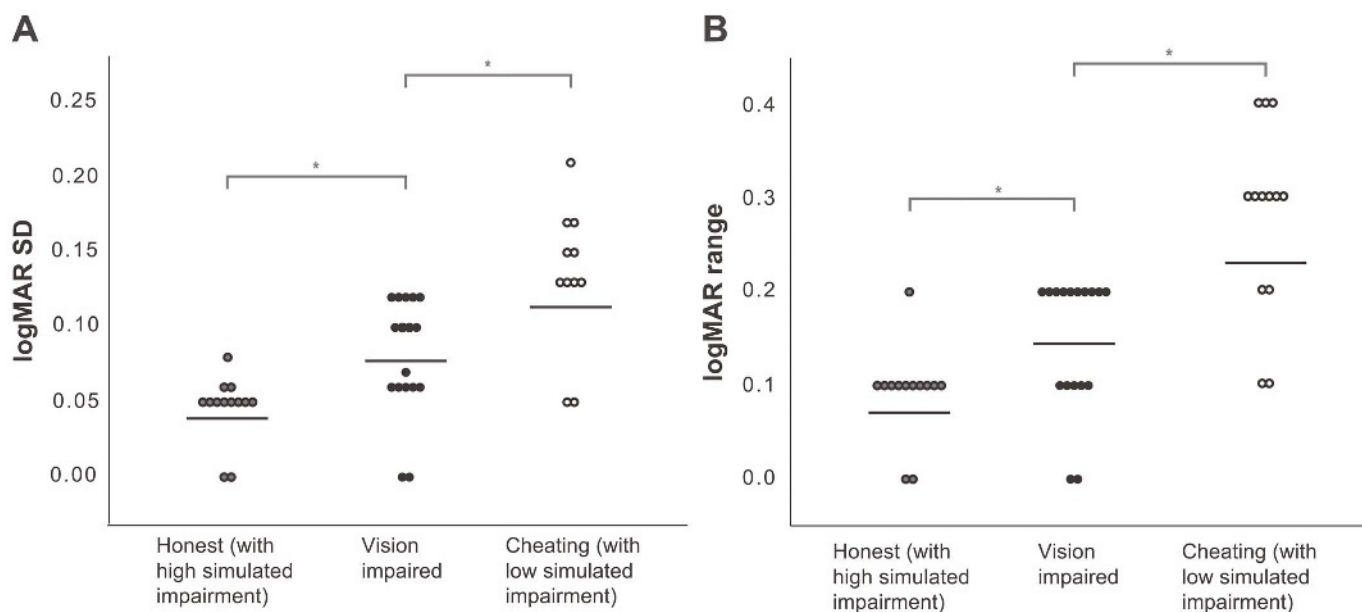 A
logMAR SD
0.25
0.20
0.15
0.10
0.05
0.00
*
*
Honest (with
high simulated
impairment)
Vision
impaired
Cheating (with
low simulated
impairment)
B
logMAR range
0.4
0.3
0.2
0.1
0.0
*
*
Honest (with
high simulated
impairment)
Vision
impaired
Cheating (with
low simulated
impairment)